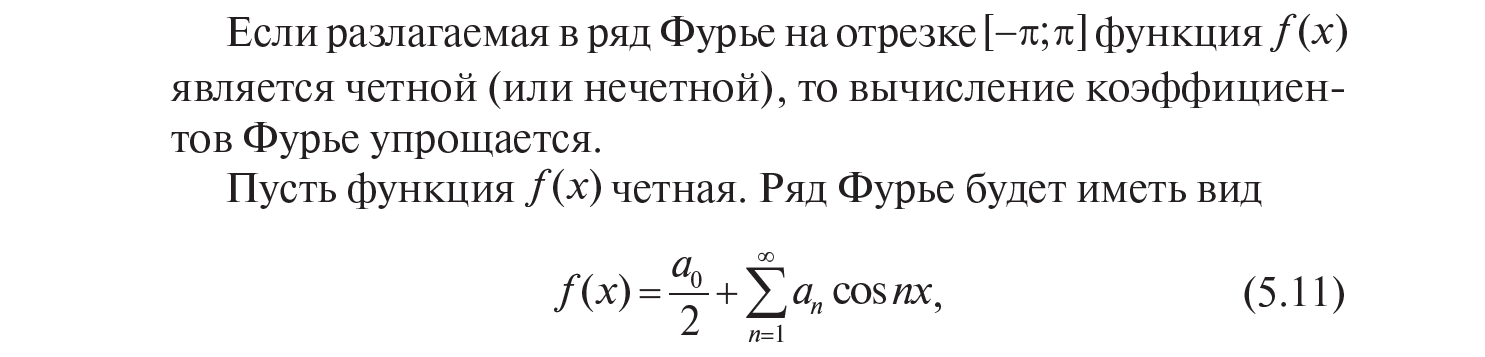 Если разлагаемая в ряд Фурье на отрезке [−π; π] функция f(x)
является четной (или нечетной), то вычисление коэффициен-
тов Фурье упрощается.
Пусть функция f(x) четная. Ряд Фурье будет иметь вид
f(x) = a₀/2 + ∑_{n=1}^{∞} aₙ cos nx, (5.11)